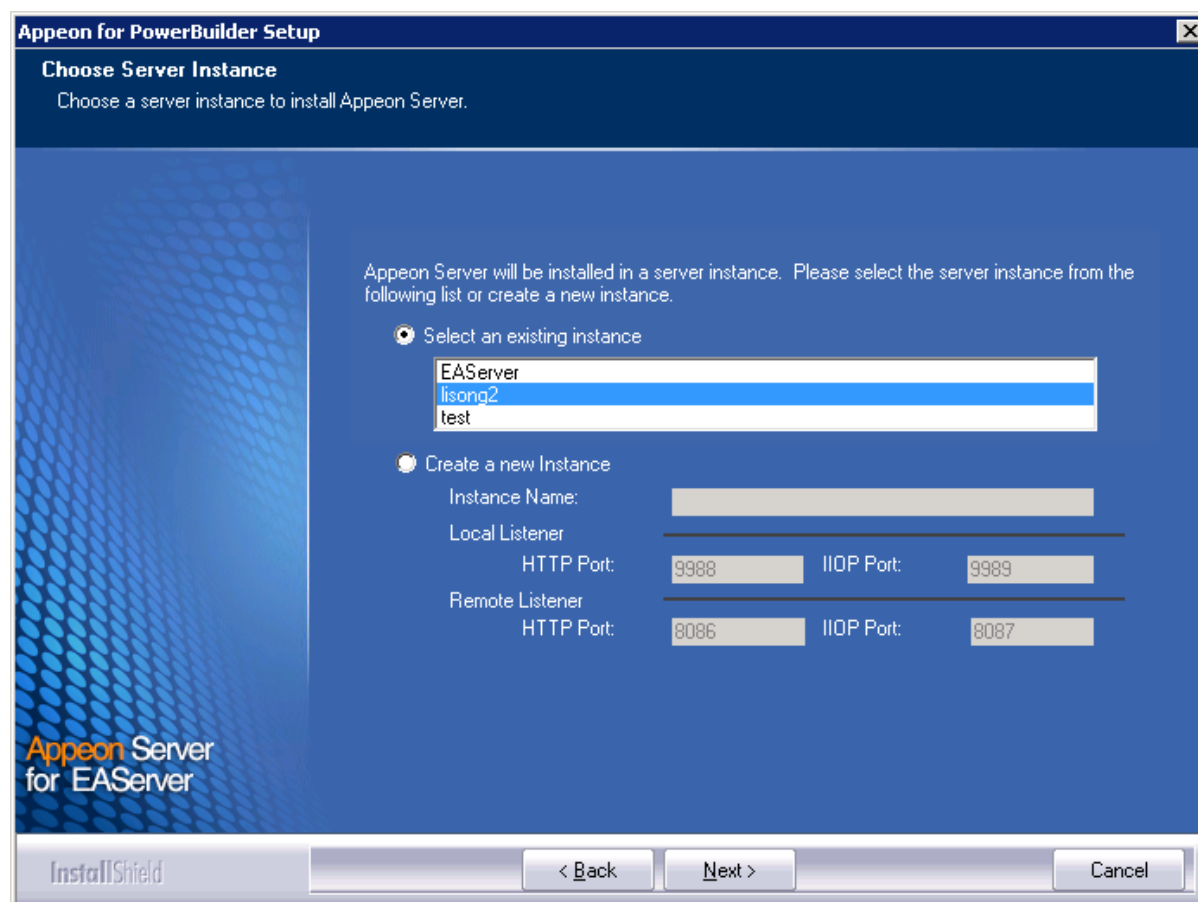 Appeon for PowerBuilder Setup
Choose Server Instance
Choose a server instance to install Appeon Server.
Appeon Server will be installed in a server instance.  Please select the server instance from the
following list or create a new instance.
Select an existing instance
EAServer
lisong2
test
Create a new Instance
Instance Name:
Local Listener
HTTP Port: 9988 IIOP Port: 9989
Remote Listener
HTTP Port: 8086 IIOP Port: 8087
Appeon Server
for EAServer
InstallShield
< Back Next > Cancel